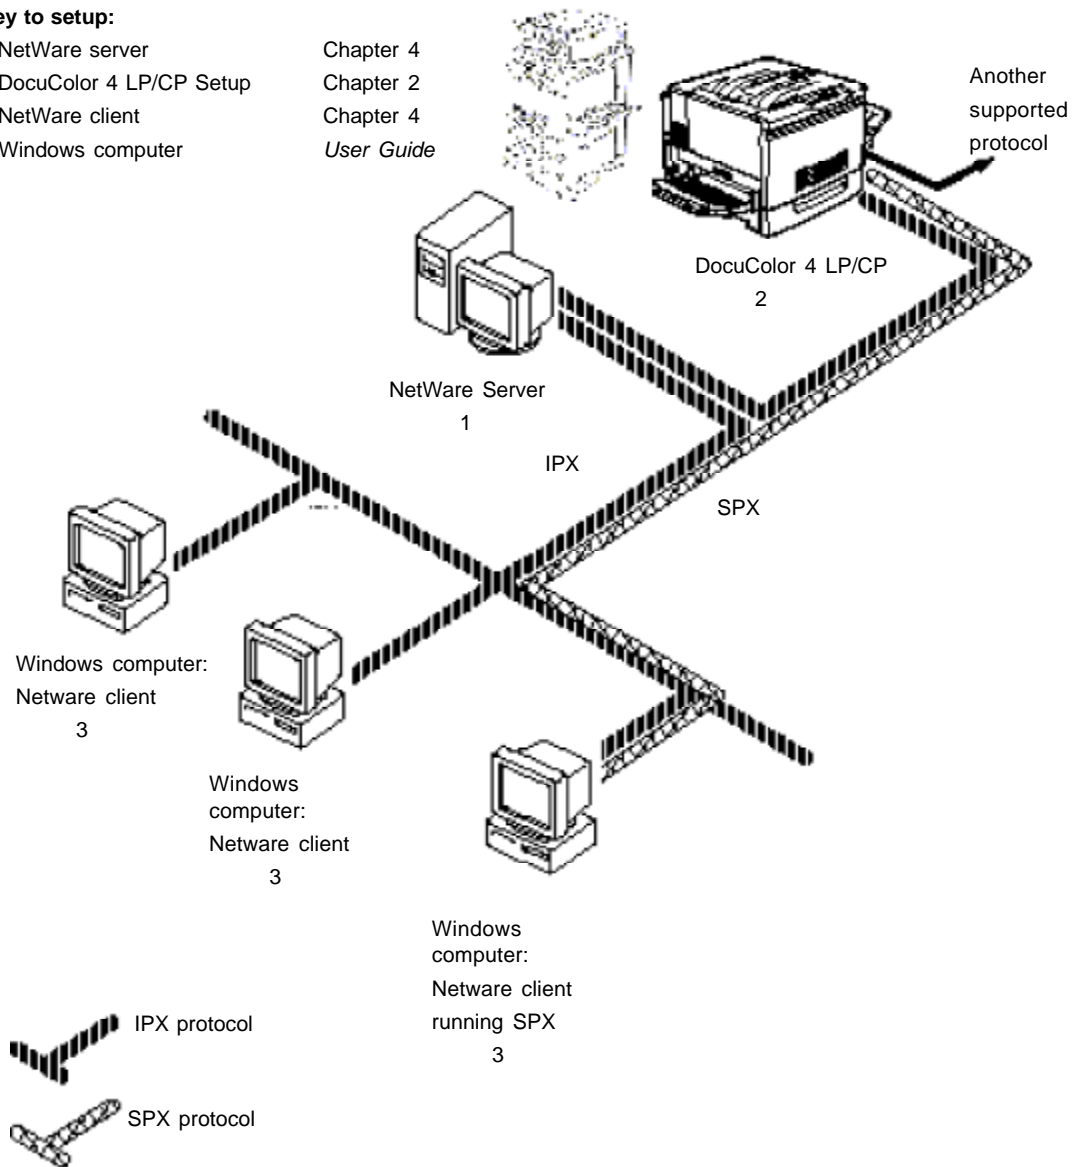 ey to setup:
NetWare server Chapter 4
DocuColor 4 LP/CP Setup Chapter 2
NetWare client Chapter 4
Windows computer User Guide
Another
supported
protocol
DocuColor 4 LP/CP
2
NetWare Server
1
IPX
SPX
Windows computer:
Netware client
3
Windows
computer:
Netware client
3
Windows
computer:
Netware client
running SPX
3
IPX protocol
SPX protocol